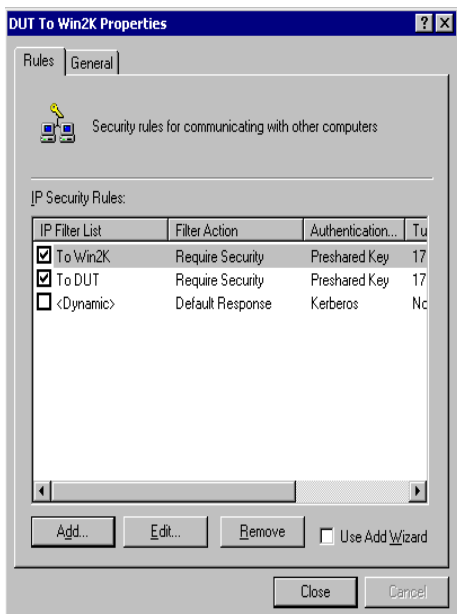 DUT To Win2K Properties
Rules General
Security rules for communicating with other computers
IP Security Rules:
IP Filter List Filter Action Authentication... Tu
To Win2K Require Security Preshared Key 17
To DUT Require Security Preshared Key 17
<Dynamic> Default Response Kerberos Nc
Add... Edit... Remove Use Add Wizard
Close Cancel